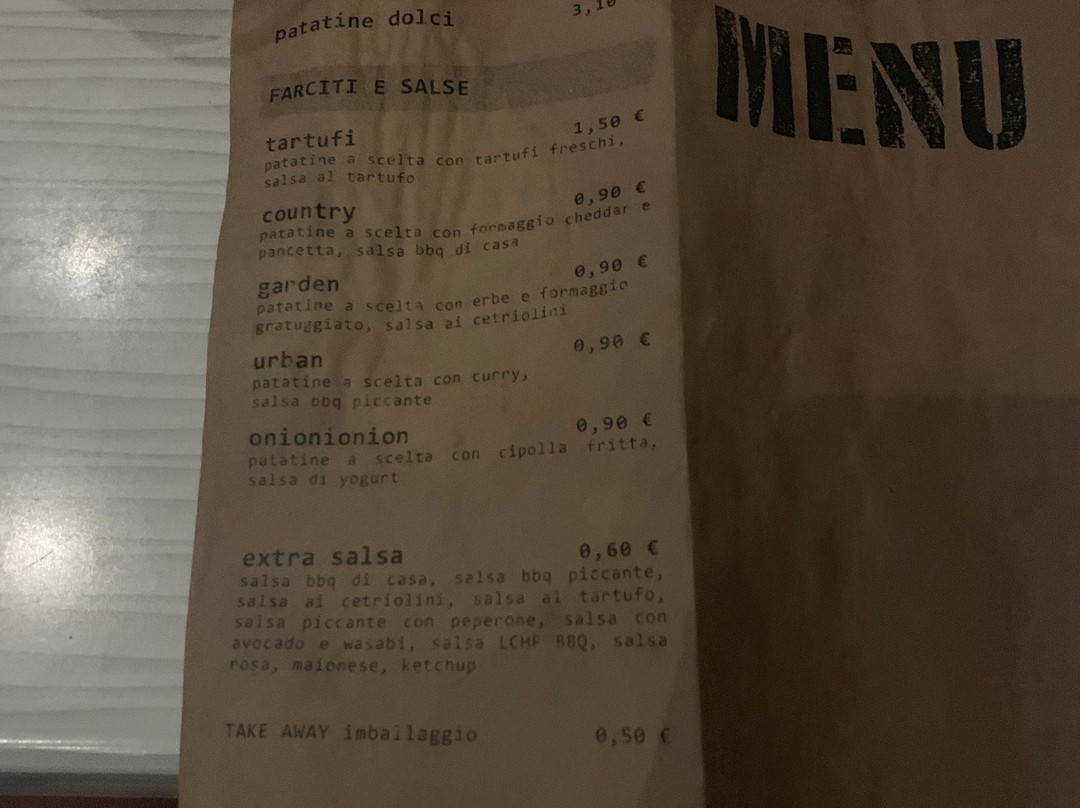 patatine dolci 3,10
FARCITI E SALSE
tartufi 1,50 €
patatine a scelta con tartufi freschi,
salsa al tartufo
country 0,90 €
patatine a scelta con formaggio cheddar e
pancetta, salsa bbq di casa
garden 0,90 €
patatine a scelta con erbe e formaggio
gratuggiato, salsa ai cetriolini
urban 0,90 €
patatine a scelta con curry,
salsa bbq piccante
onionionion 0,90 €
patatine a scelta con cipolla fritta,
salsa di yogurt
extra salsa 0,60 €
salsa bbq di casa, salsa bbq piccante,
salsa ai cetriolini, salsa al tartufo,
salsa piccante con peperone, salsa con
avocado e wasabi, salsa LCHF BBQ, salsa
rosa, maionese, ketchup
TAKE AWAY imballaggio 0,50 €
MENU